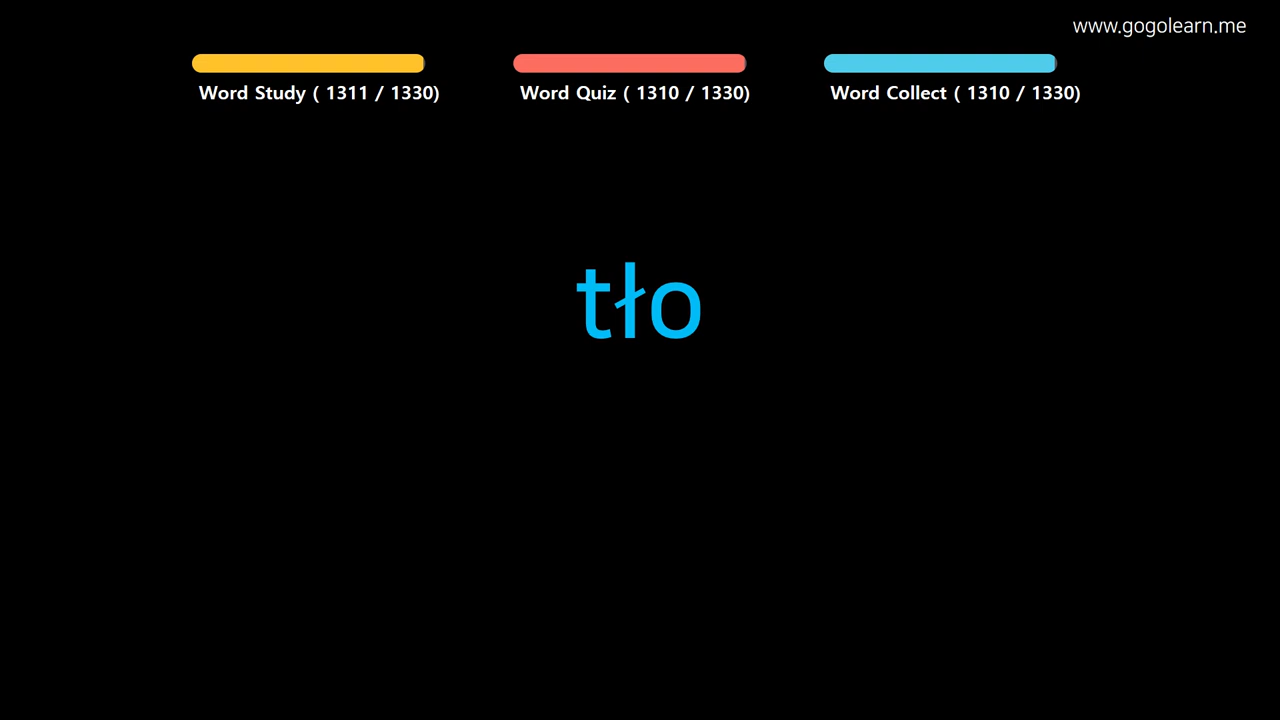 www.gogolearn.me
Word Study ( 1311 / 1330)
Word Quiz ( 1310 / 1330)
Word Collect ( 1310 / 1330)
tło